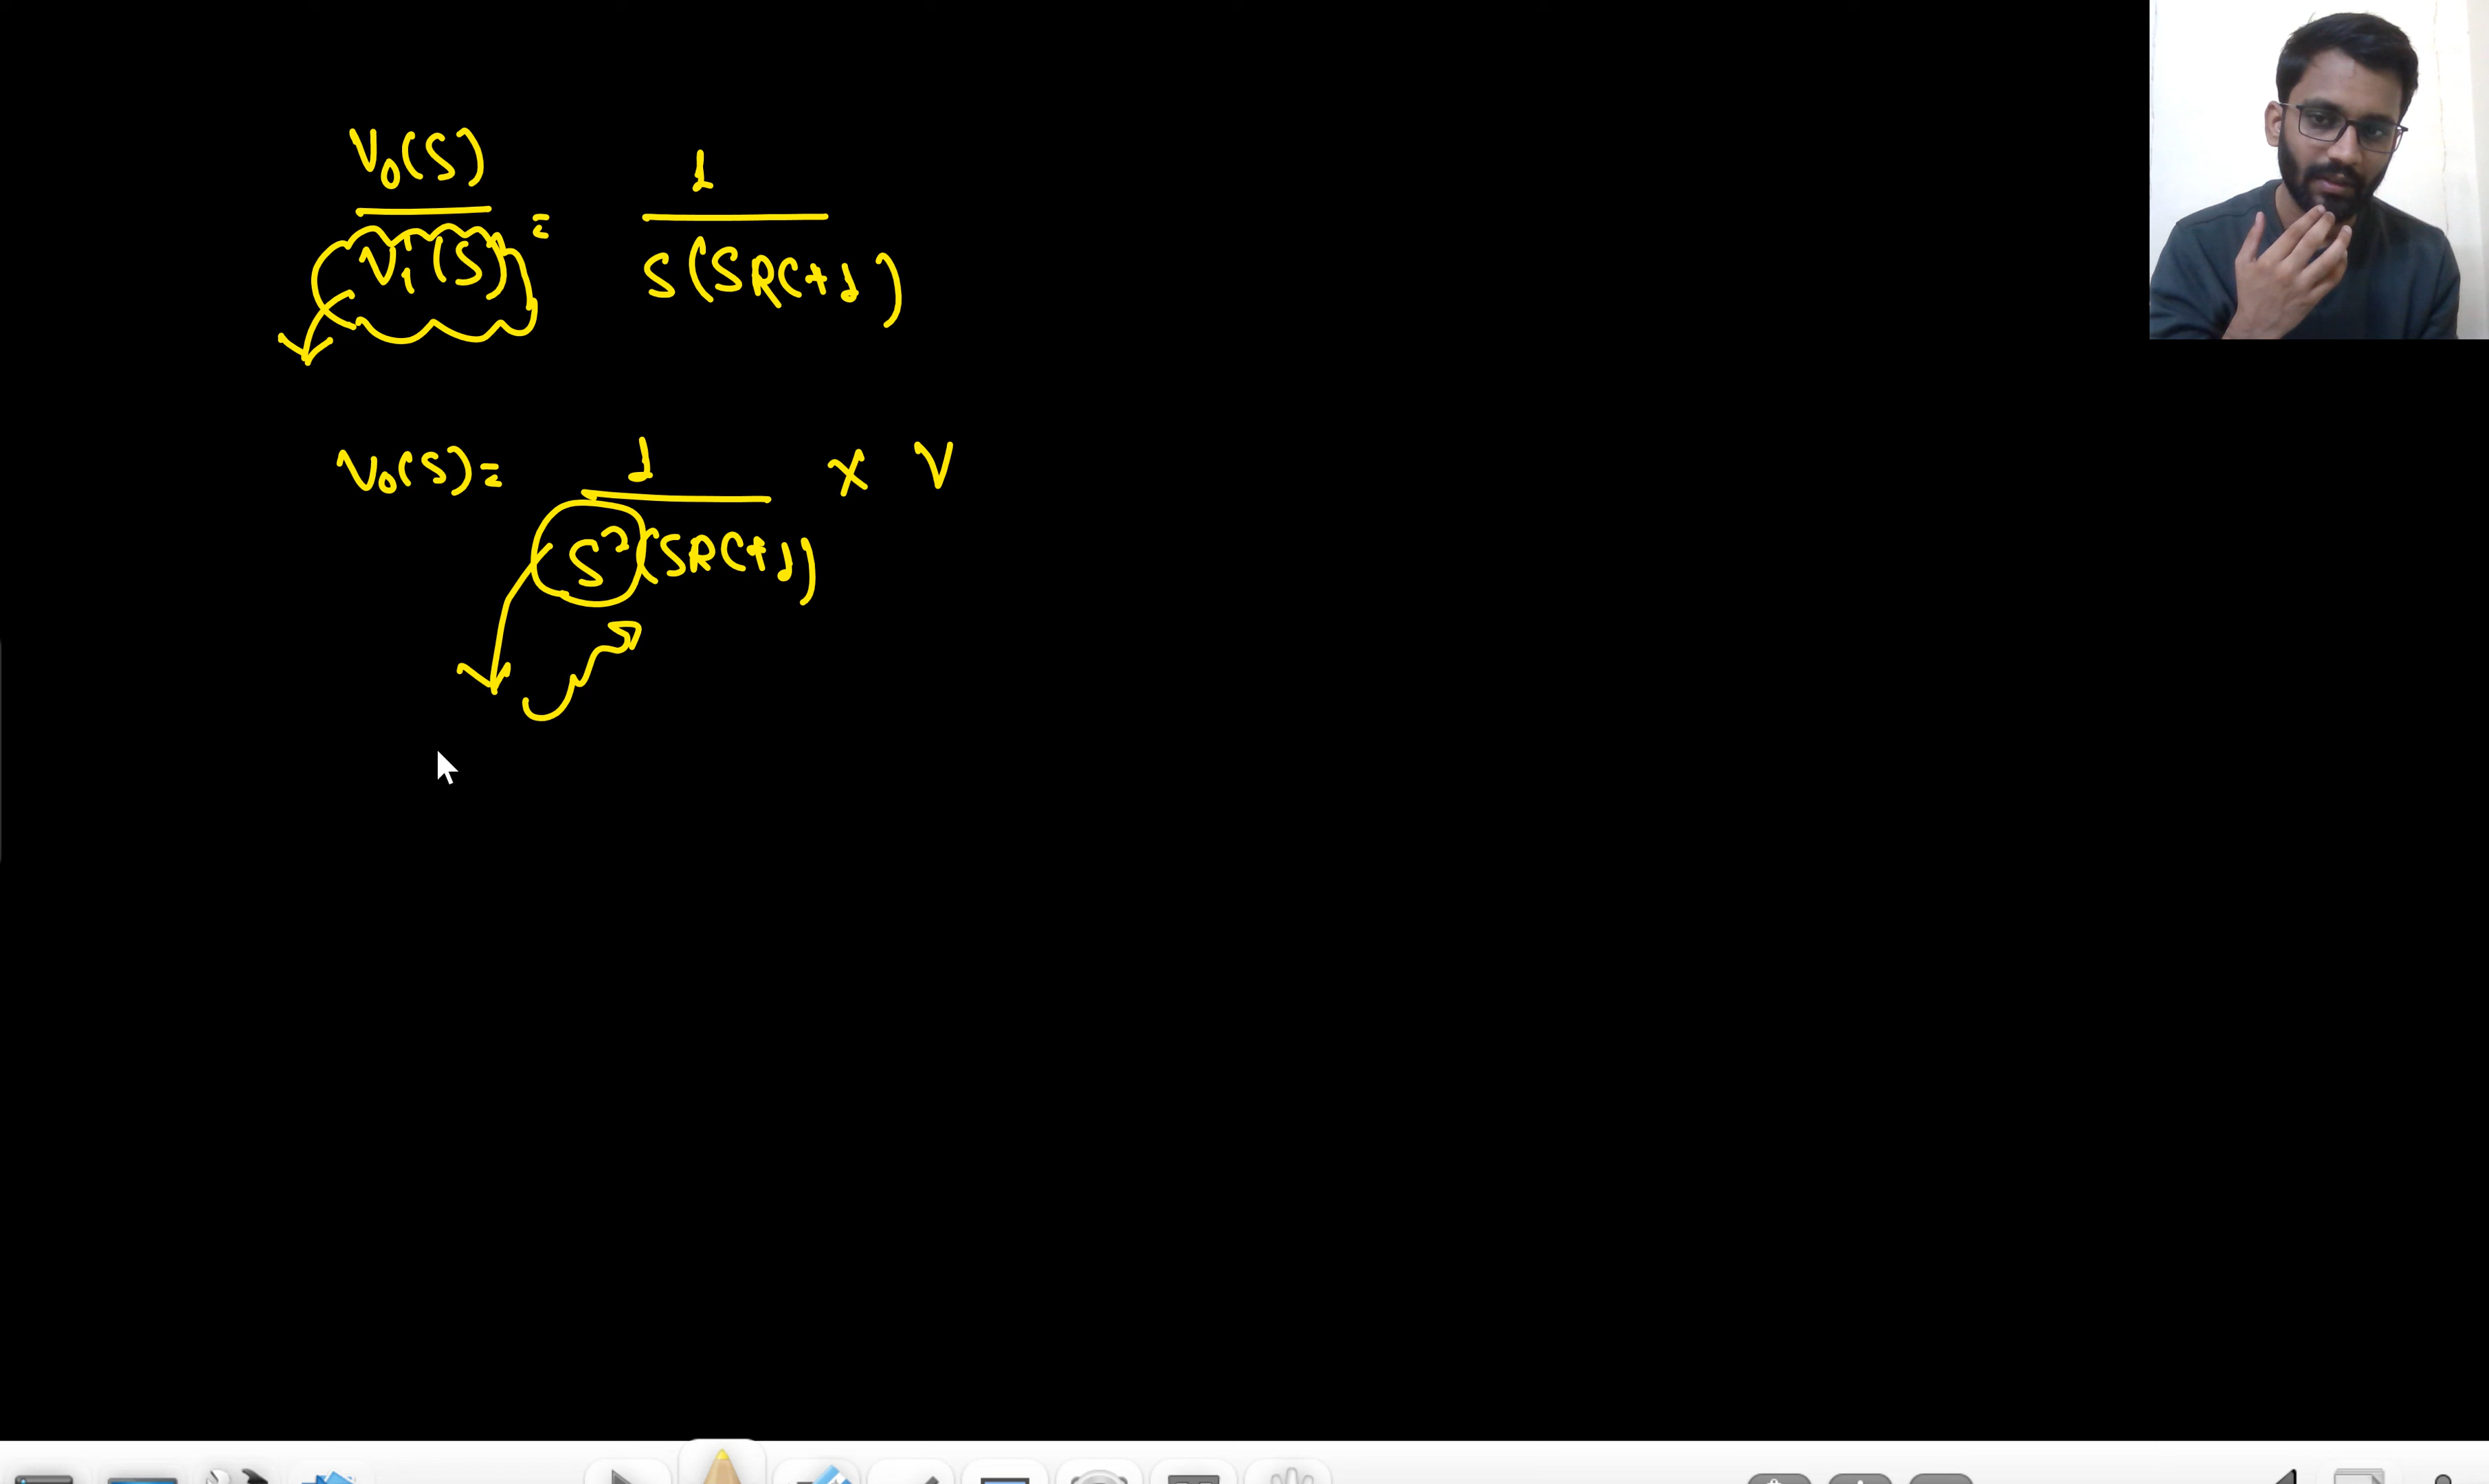 V₀(S)
―――― = 1
Vᵢ(S) S(SRC+1)
V₀(S) = 1 × V
S²(SRC+1)